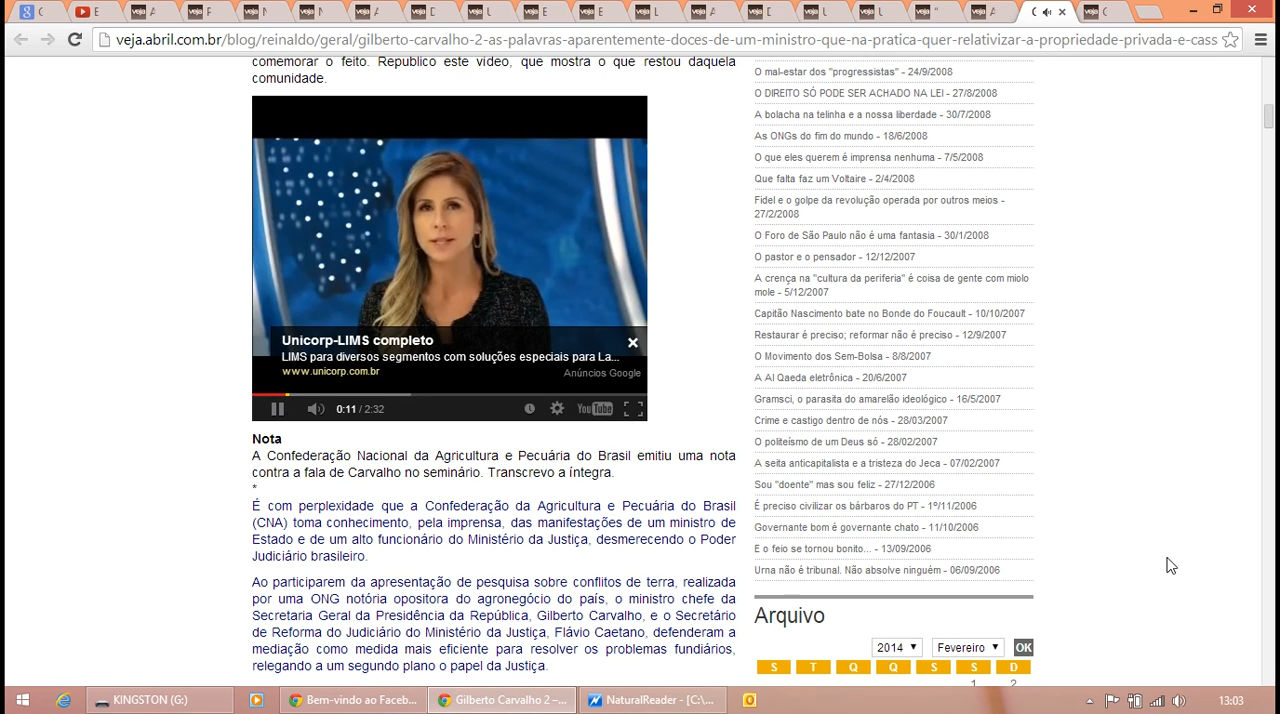 veja.abril.com.br/blog/reinaldo/geral/gilberto-carvalho-2-as-palavras-aparentemente-doces-de-um-ministro-que-na-pratica-quer-relativizar-a-propriedade-privada-e-cass
comemorar o feito. Republico este vídeo, que mostra o que restou daquela
comunidade.
Unicorp-LIMS completo
LIMS para diversos segmentos com soluções especiais para La...
www.unicorp.com.br
Anúncios Google
0:11 / 2:32
YouTube
Nota
A Confederação Nacional da Agricultura e Pecuária do Brasil emitiu uma nota
contra a fala de Carvalho no seminário. Transcrevo a íntegra.
*
É com perplexidade que a Confederação da Agricultura e Pecuária do Brasil
(CNA) toma conhecimento, pela imprensa, das manifestações de um ministro de
Estado e de um alto funcionário do Ministério da Justiça, desmerecendo o Poder
Judiciário brasileiro.
Ao participarem da apresentação de pesquisa sobre conflitos de terra, realizada
por uma ONG notória opositora do agronegócio do país, o ministro chefe da
Secretaria Geral da Presidência da República, Gilberto Carvalho, e o Secretário
de Reforma do Judiciário do Ministério da Justiça, Flávio Caetano, defenderam a
mediação como medida mais eficiente para resolver os problemas fundiários,
relegando a um segundo plano o papel da Justiça.
O mal-estar dos "progressistas" - 24/9/2008
O DIREITO SÓ PODE SER ACHADO NA LEI - 27/8/2008
A bolacha na telinha e a nossa liberdade - 30/7/2008
As ONGs do fim do mundo - 18/6/2008
O que eles querem é imprensa nenhuma - 7/5/2008
Que falta faz um Voltaire - 2/4/2008
Fidel e o golpe da revolução operada por outros meios -
27/2/2008
O Foro de São Paulo não é uma fantasia - 30/1/2008
O pastor e o pensador - 12/12/2007
A crença na "cultura da periferia" é coisa de gente com miolo
mole - 5/12/2007
Capitão Nascimento bate no Bonde do Foucault - 10/10/2007
Restaurar é preciso; reformar não é preciso - 12/9/2007
O Movimento dos Sem-Bolsa - 8/8/2007
A Al Qaeda eletrônica - 20/6/2007
Gramsci, o parasita do amarelão ideológico - 16/5/2007
Crime e castigo dentro de nós - 28/03/2007
O politeísmo de um Deus só - 28/02/2007
A seita anticapitalista e a tristeza do Jeca - 07/02/2007
Sou "doente" mas sou feliz - 27/12/2006
É preciso civilizar os bárbaros do PT - 1º/11/2006
Governante bom é governante chato - 11/10/2006
E o feio se tornou bonito... - 13/09/2006
Urna não é tribunal. Não absolve ninguém - 06/09/2006
Arquivo
2014 Fevereiro OK
S T Q Q S S D
1 2
KINGSTON (G:)
Bem-vindo ao Faceb...
Gilberto Carvalho 2 –...
NaturalReader - [C:\...
13:03